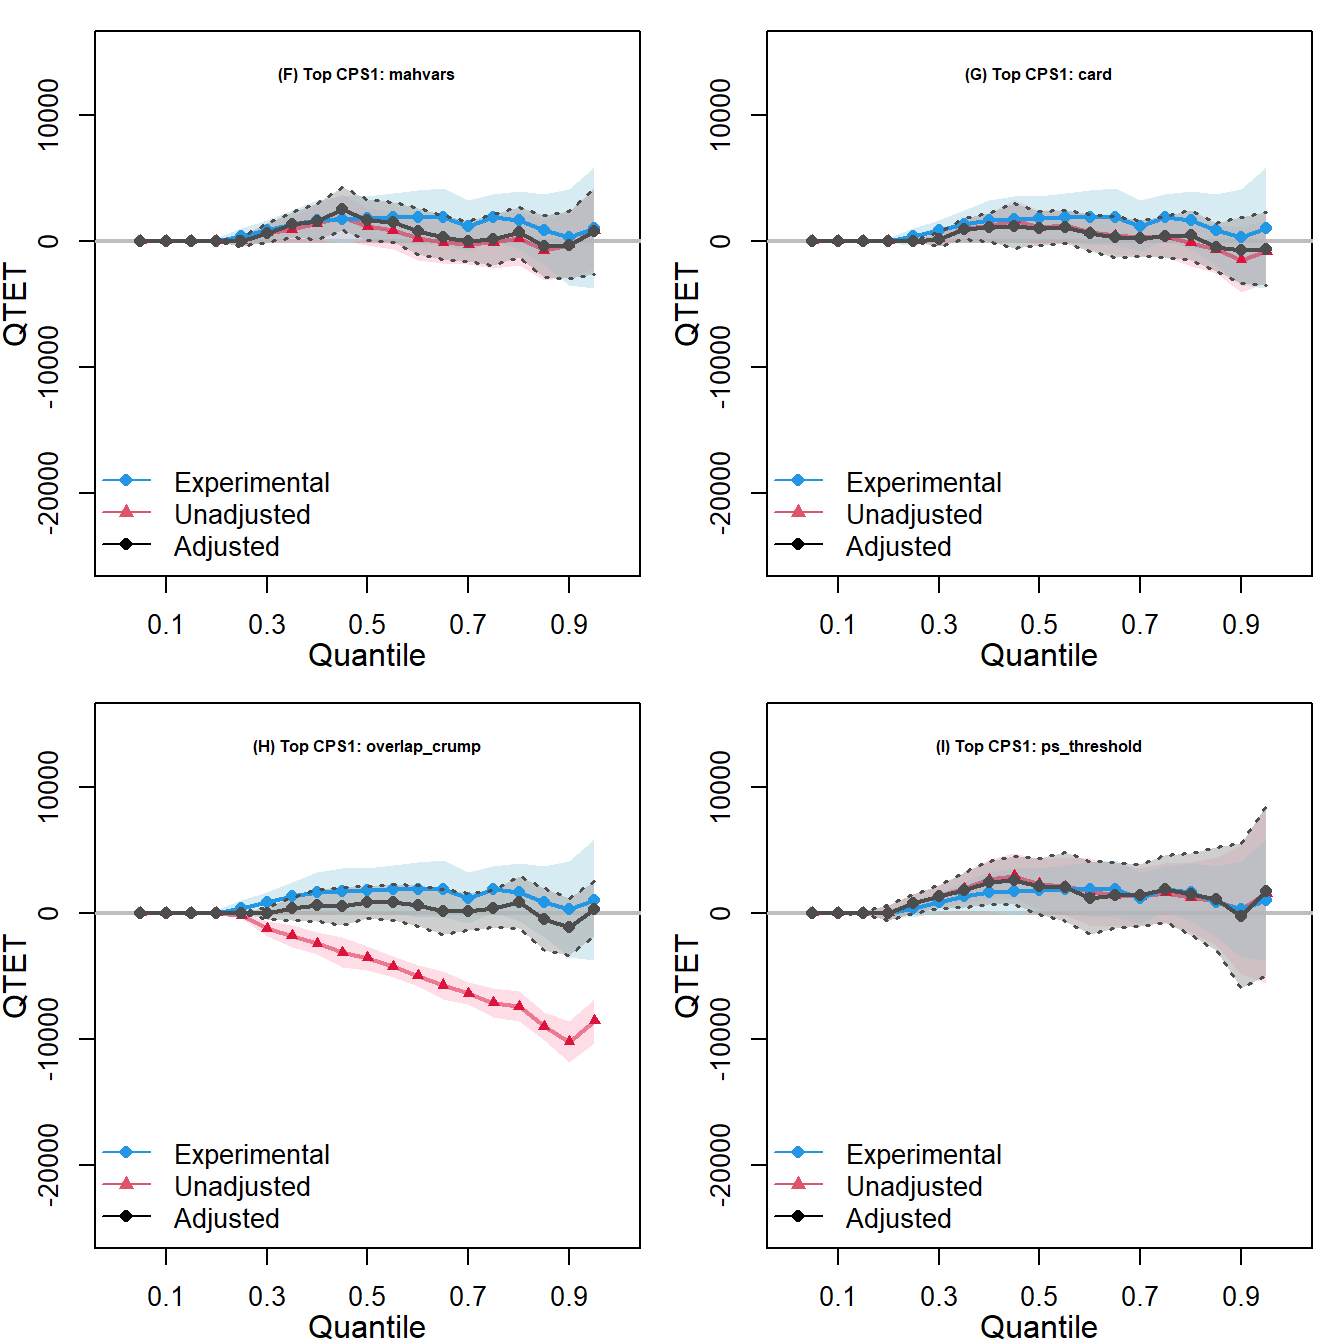 (F) Top CPS1: mahvars
QTET
10000
0
-10000
-20000
Experimental
Unadjusted
Adjusted
0.1 0.3 0.5 0.7 0.9
Quantile
(G) Top CPS1: card
QTET
10000
0
-10000
-20000
Experimental
Unadjusted
Adjusted
0.1 0.3 0.5 0.7 0.9
Quantile
(H) Top CPS1: overlap_crump
QTET
10000
0
-10000
-20000
Experimental
Unadjusted
Adjusted
0.1 0.3 0.5 0.7 0.9
Quantile
(I) Top CPS1: ps_threshold
QTET
10000
0
-10000
-20000
Experimental
Unadjusted
Adjusted
0.1 0.3 0.5 0.7 0.9
Quantile